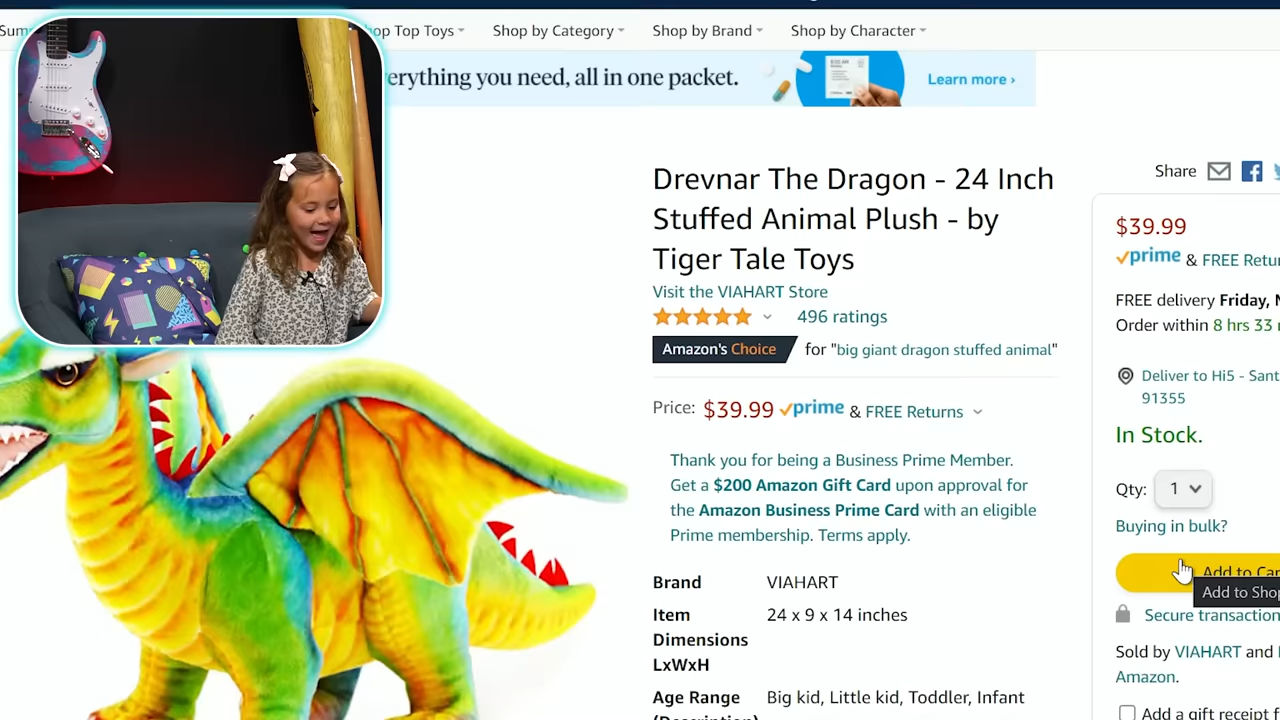 Shop Top Toys
Shop by Category
Shop by Brand
Shop by Character
everything you need, all in one packet.
Learn more ›
Share
Drevnar The Dragon - 24 Inch
Stuffed Animal Plush - by
Tiger Tale Toys
Visit the VIAHART Store
496 ratings
Amazon's Choice for "big giant dragon stuffed animal"
Price: $39.99 prime & FREE Returns
Thank you for being a Business Prime Member.
Get a $200 Amazon Gift Card upon approval for
the Amazon Business Prime Card with an eligible
Prime membership. Terms apply.
Brand VIAHART
Item 24 x 9 x 14 inches
Dimensions
LxWxH
Age Range Big kid, Little kid, Toddler, Infant
(Description)
$39.99
prime & FREE Retu
FREE delivery Friday,
Order within 8 hrs 33
Deliver to Hi5 - Sant
91355
In Stock.
Qty: 1
Buying in bulk?
Add to Car
Add to Shop
Secure transaction
Sold by VIAHART and
Amazon.
Add a gift receipt f